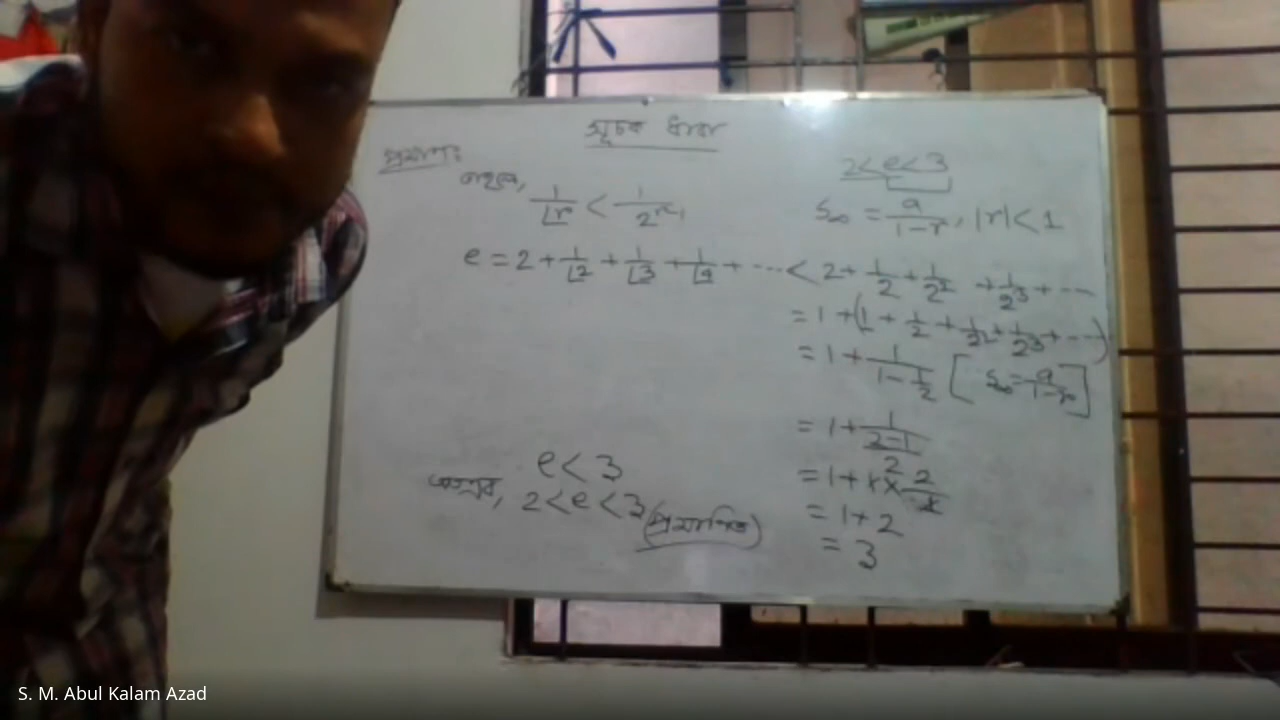 সূচক ধারা
প্রমাণঃ
তাহলে, 1/⌊r < 1/2ʳ⁻¹
e = 2 + 1/⌊2 + 1/⌊3 + 1/⌊4 + ... < 2 + 1/2 + 1/2² + 1/2³ + ...
2 < e < 3
S∞ = a/(1-r), |r| < 1
= 1 + (1 + 1/2 + 1/2² + 1/2³ + ...)
= 1 + 1/(1 - 1/2) [S∞ = a/(1-r)]
= 1 + 1/((2-1)/2)
= 1 + 1 × 2/1
= 1 + 2
= 3
e < 3
অতএব, 2 < e < 3 (প্রমাণিত)
S. M. Abul Kalam Azad